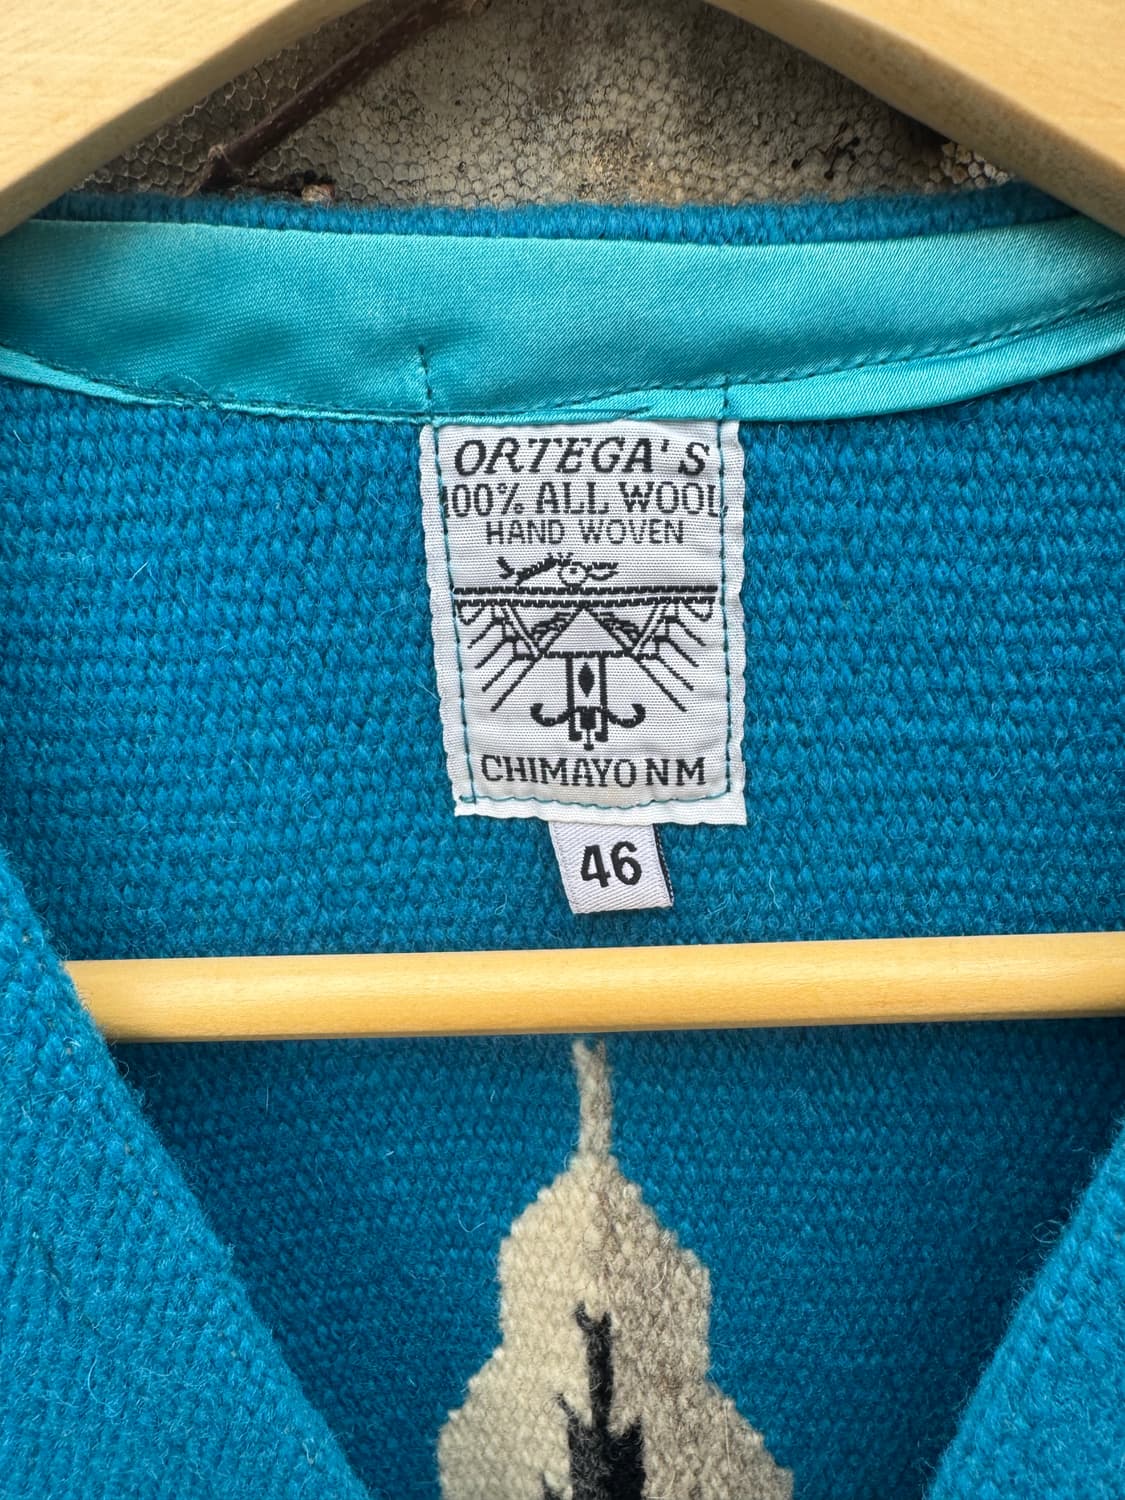 ORTEGA'S
100% ALL WOOL
HAND WOVEN
CHIMAYO NM
46